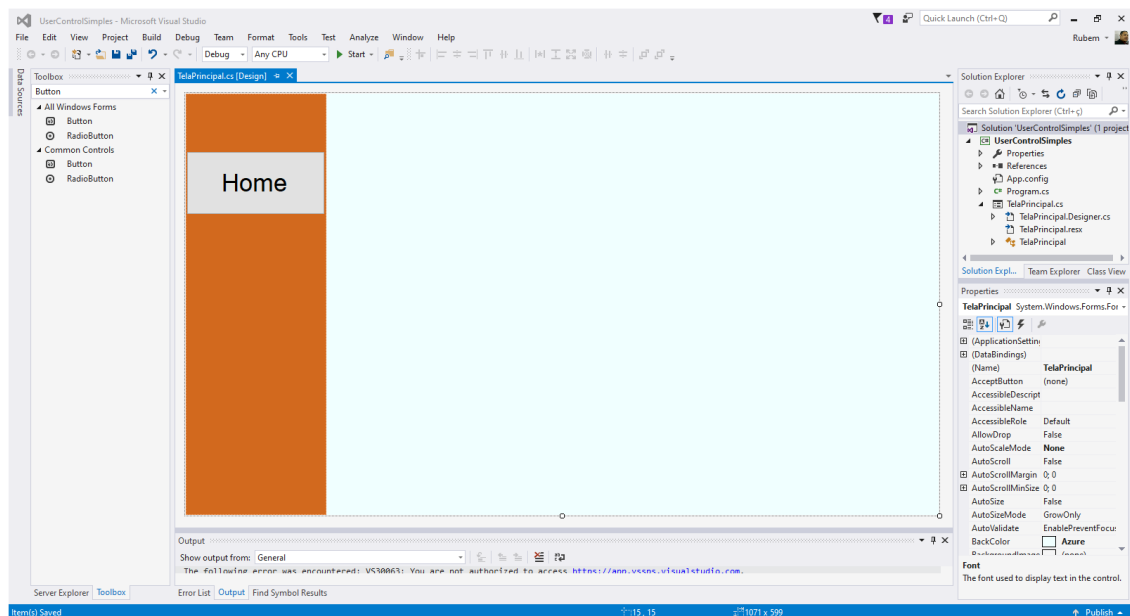 UserControlSimples - Microsoft Visual Studio
4
Quick Launch (Ctrl+Q)
File Edit View Project Build Debug Team Format Tools Test Analyze Window Help
Rubem
Debug Any CPU Start
Data Sources
Toolbox
Button
All Windows Forms
Button
RadioButton
Common Controls
Button
RadioButton
TelaPrincipal.cs [Design]
Home
Solution Explorer
Search Solution Explorer (Ctrl+ç)
Solution 'UserControlSimples' (1 project
UserControlSimples
Properties
References
App.config
Program.cs
TelaPrincipal.cs
TelaPrincipal.Designer.cs
TelaPrincipal.resx
TelaPrincipal
Solution Expl... Team Explorer Class View
Properties
TelaPrincipal System.Windows.Forms.For
(ApplicationSetting
(DataBindings)
(Name) TelaPrincipal
AcceptButton (none)
AccessibleDescript
AccessibleName
AccessibleRole Default
AllowDrop False
AutoScaleMode None
AutoScroll False
AutoScrollMargin 0; 0
AutoScrollMinSize 0; 0
AutoSize False
AutoSizeMode GrowOnly
AutoValidate EnablePreventFocus
BackColor Azure
BackgroundImage (none)
Font
The font used to display text in the control.
Output
Show output from: General
The following error was encountered: VS30063: You are not authorized to access https://app.vssps.visualstudio.com.
Server Explorer Toolbox
Error List Output Find Symbol Results
Item(s) Saved 15, 15 1071 x 599 Publish